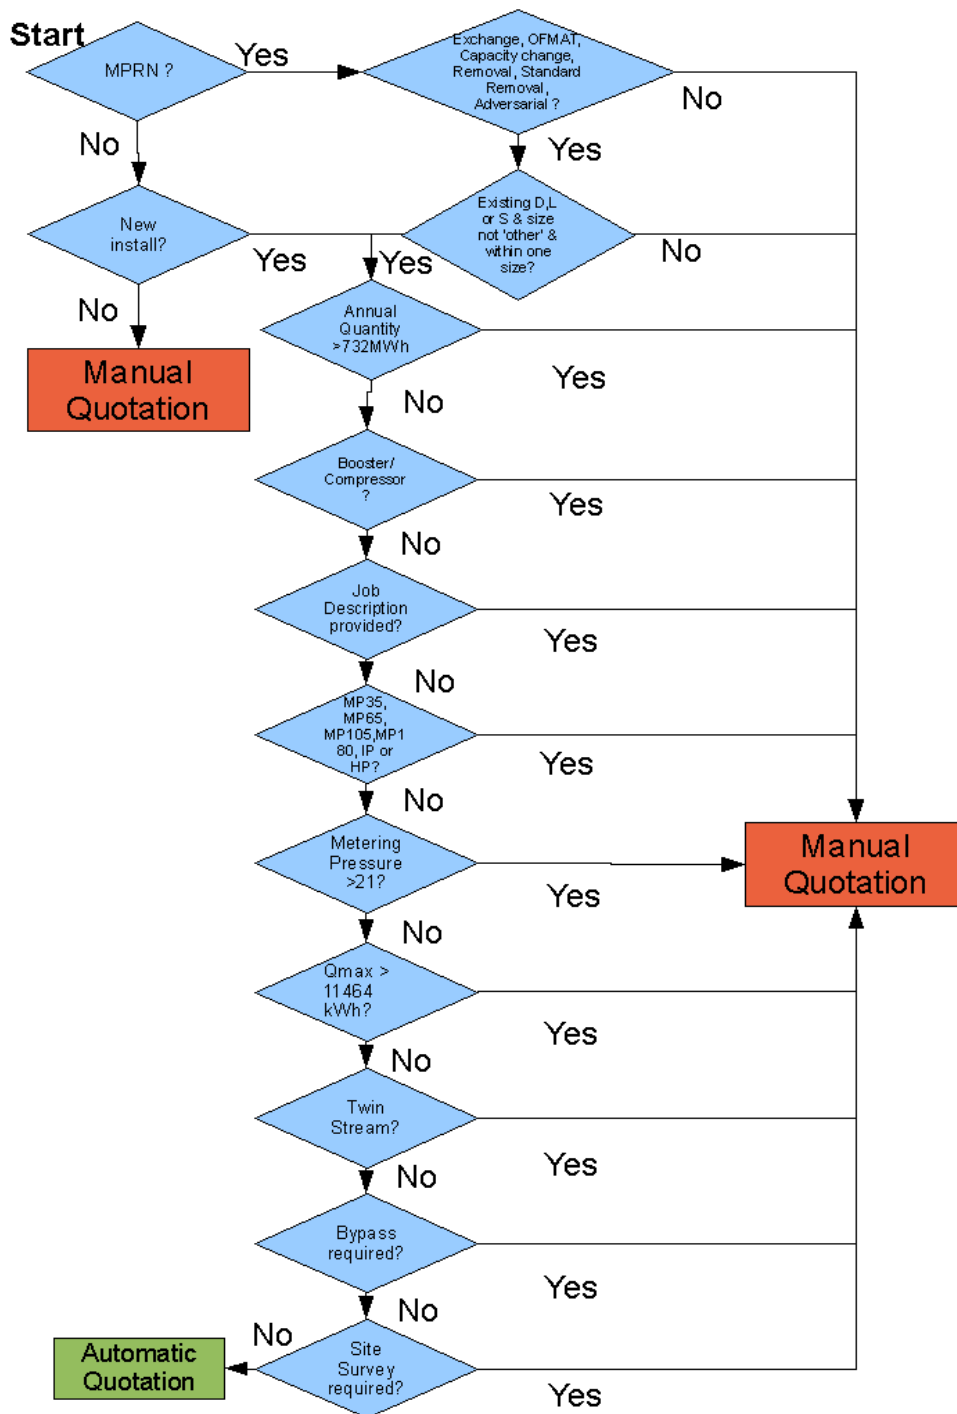 Start
MPRN ?
Yes
Exchange, OFMAT,
Capacity change,
Removal, Standard
Removal,
Adversarial ?
No
No
Yes
New
install?
Yes
Existing D,L
or S & size
not 'other' &
within one
size?
Yes
No
No
Manual
Quotation
Annual
Quantity
>732MWh
Yes
No
Booster/
Compressor
?
Yes
No
Job
Description
provided?
Yes
No
MP35,
MP65,
MP105,MP1
80, IP or
HP?
Yes
No
Metering
Pressure
>21?
Yes
Manual
Quotation
No
Qmax >
11464
kWh?
Yes
No
Twin
Stream?
Yes
No
Bypass
required?
Yes
No
Site
Survey
required?
No
Automatic
Quotation
Yes